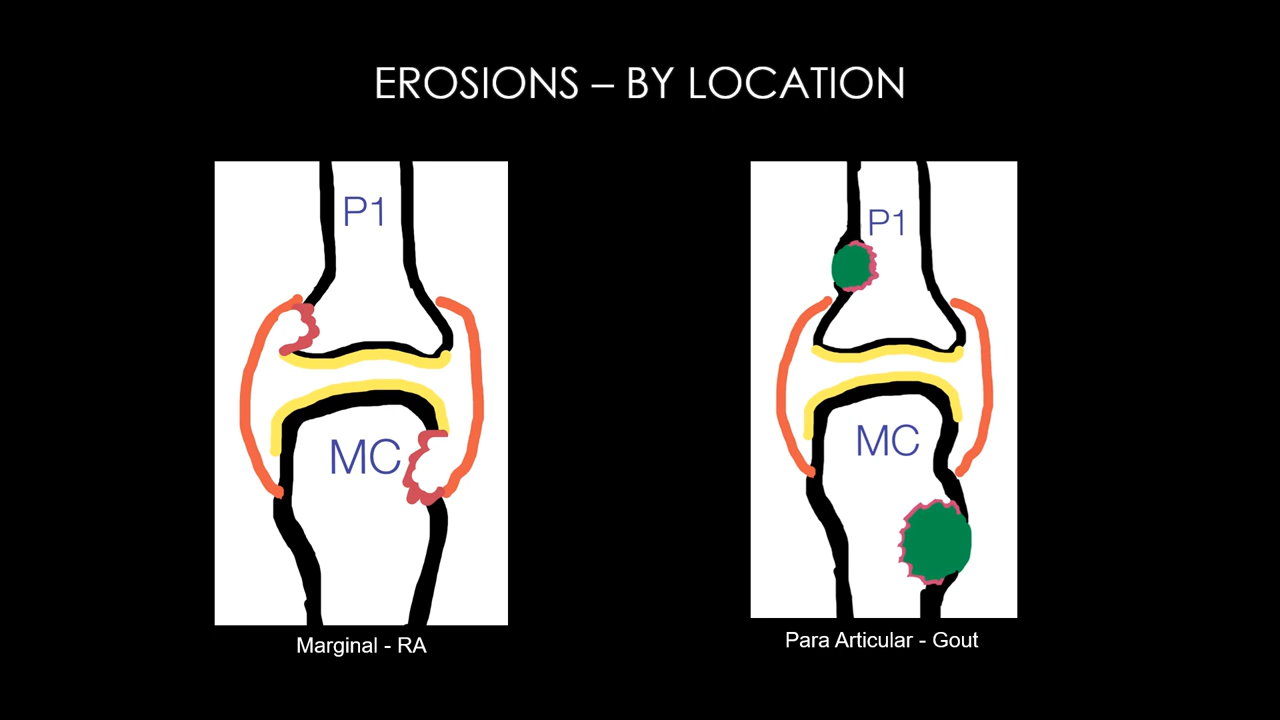 EROSIONS – BY LOCATION
P1
MC
Marginal - RA
P1
MC
Para Articular - Gout